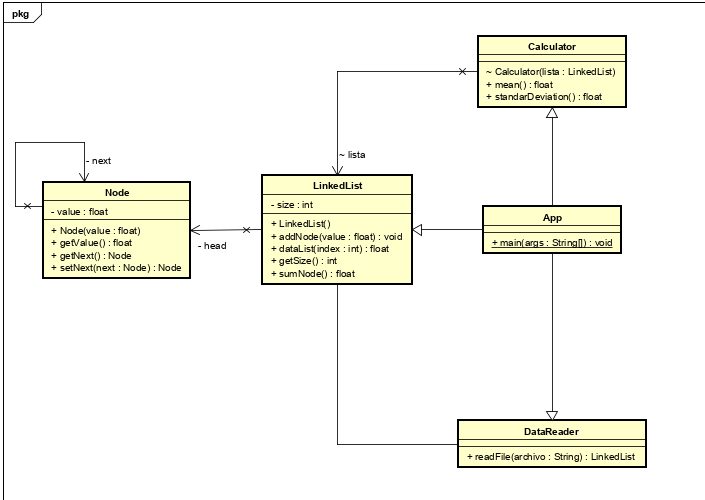 pkg
Calculator
~ Calculator(lista : LinkedList)
+ mean() : float
+ standarDeviation() : float
~ lista
- next
Node
- value : float
+ Node(value : float)
+ getValue() : float
+ getNext() : Node
+ setNext(next : Node) : Node
- head
LinkedList
- size : int
+ LinkedList()
+ addNode(value : float) : void
+ dataList(index : int) : float
+ getSize() : int
+ sumNode() : float
App
+ main(args : String[]) : void
DataReader
+ readFile(archivo : String) : LinkedList